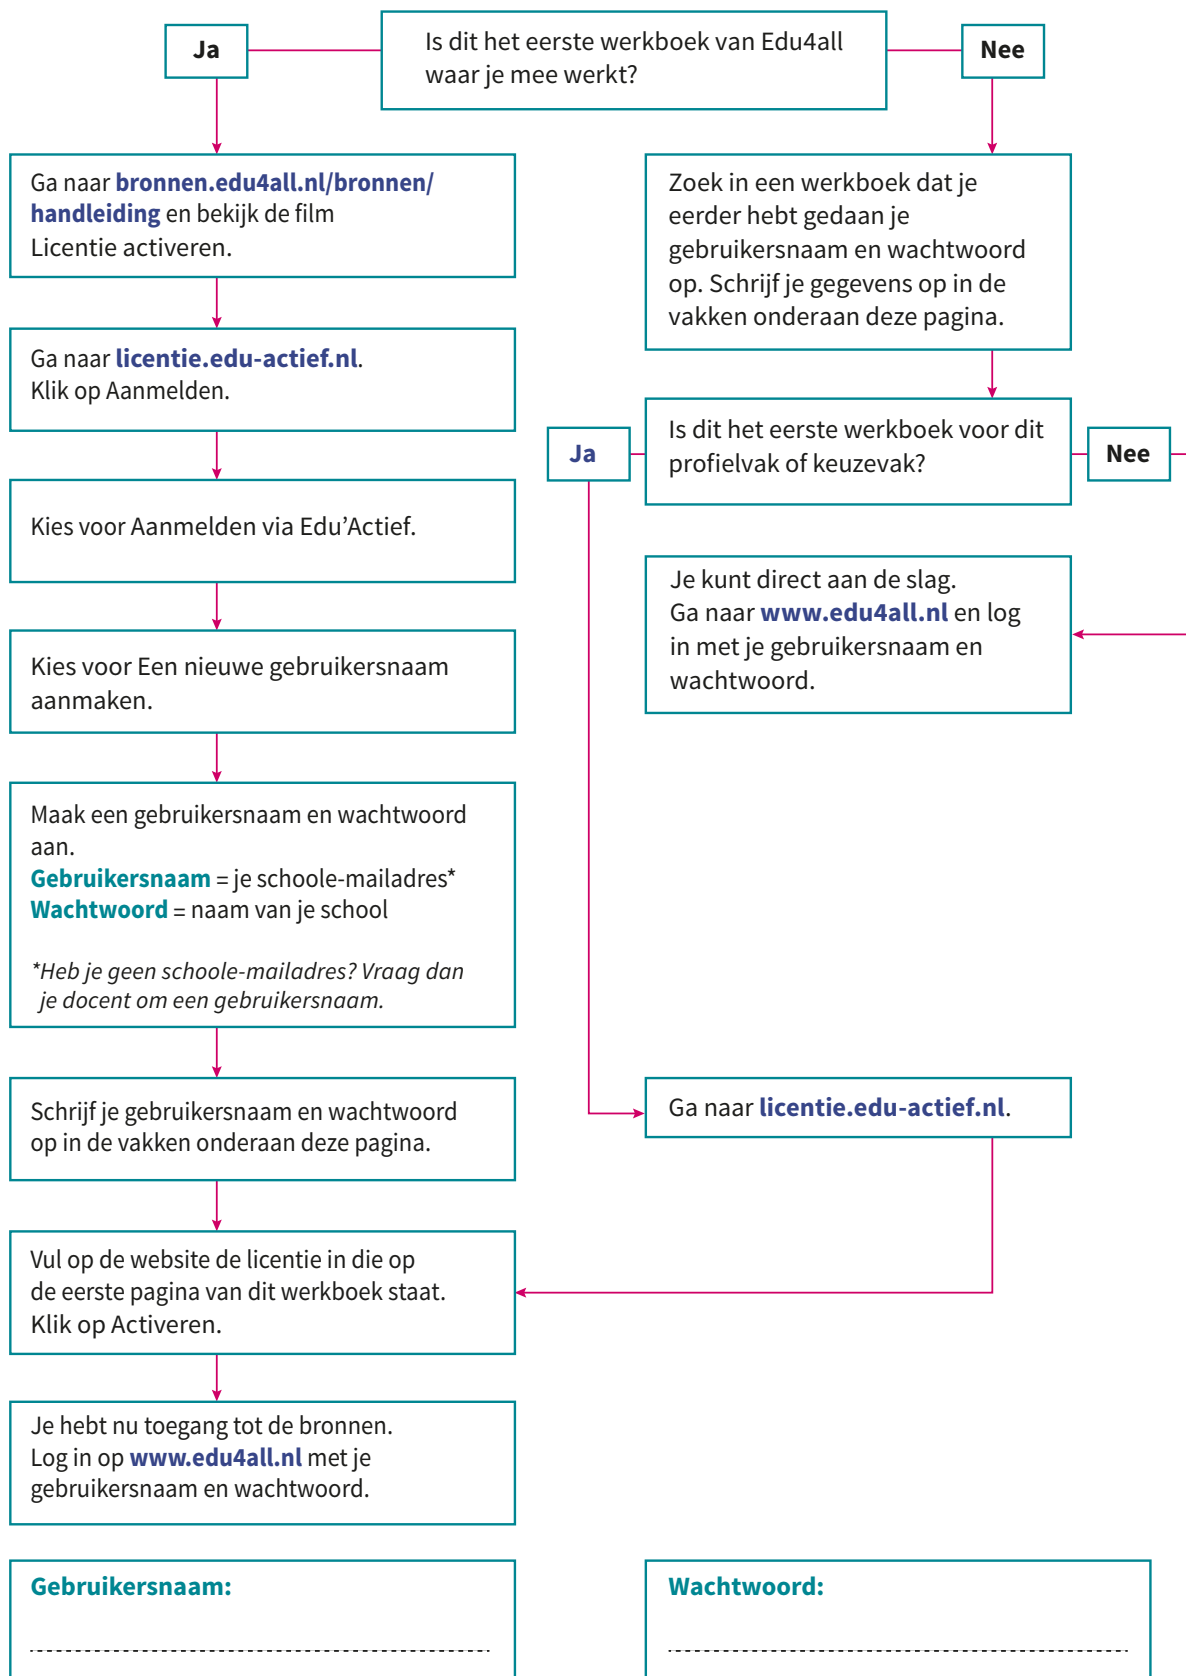 Is dit het eerste werkboek van Edu4all
waar je mee werkt?
Ja
Nee
Ga naar bronnen.edu4all.nl/bronnen/
handleiding en bekijk de film
Licentie activeren.
Ga naar licentie.edu-actief.nl.
Klik op Aanmelden.
Kies voor Aanmelden via Edu’Actief.
Kies voor Een nieuwe gebruikersnaam
aanmaken.
Maak een gebruikersnaam en wachtwoord
aan.
Gebruikersnaam = je schoole-mailadres*
Wachtwoord = naam van je school
*Heb je geen schoole-mailadres? Vraag dan
je docent om een gebruikersnaam.
Schrijf je gebruikersnaam en wachtwoord
op in de vakken onderaan deze pagina.
Vul op de website de licentie in die op
de eerste pagina van dit werkboek staat.
Klik op Activeren.
Je hebt nu toegang tot de bronnen.
Log in op www.edu4all.nl met je
gebruikersnaam en wachtwoord.
Zoek in een werkboek dat je
eerder hebt gedaan je
gebruikersnaam en wachtwoord
op. Schrijf je gegevens op in de
vakken onderaan deze pagina.
Is dit het eerste werkboek voor dit
profielvak of keuzevak?
Ja
Nee
Je kunt direct aan de slag.
Ga naar www.edu4all.nl en log
in met je gebruikersnaam en
wachtwoord.
Ga naar licentie.edu-actief.nl.
Gebruikersnaam:
Wachtwoord: